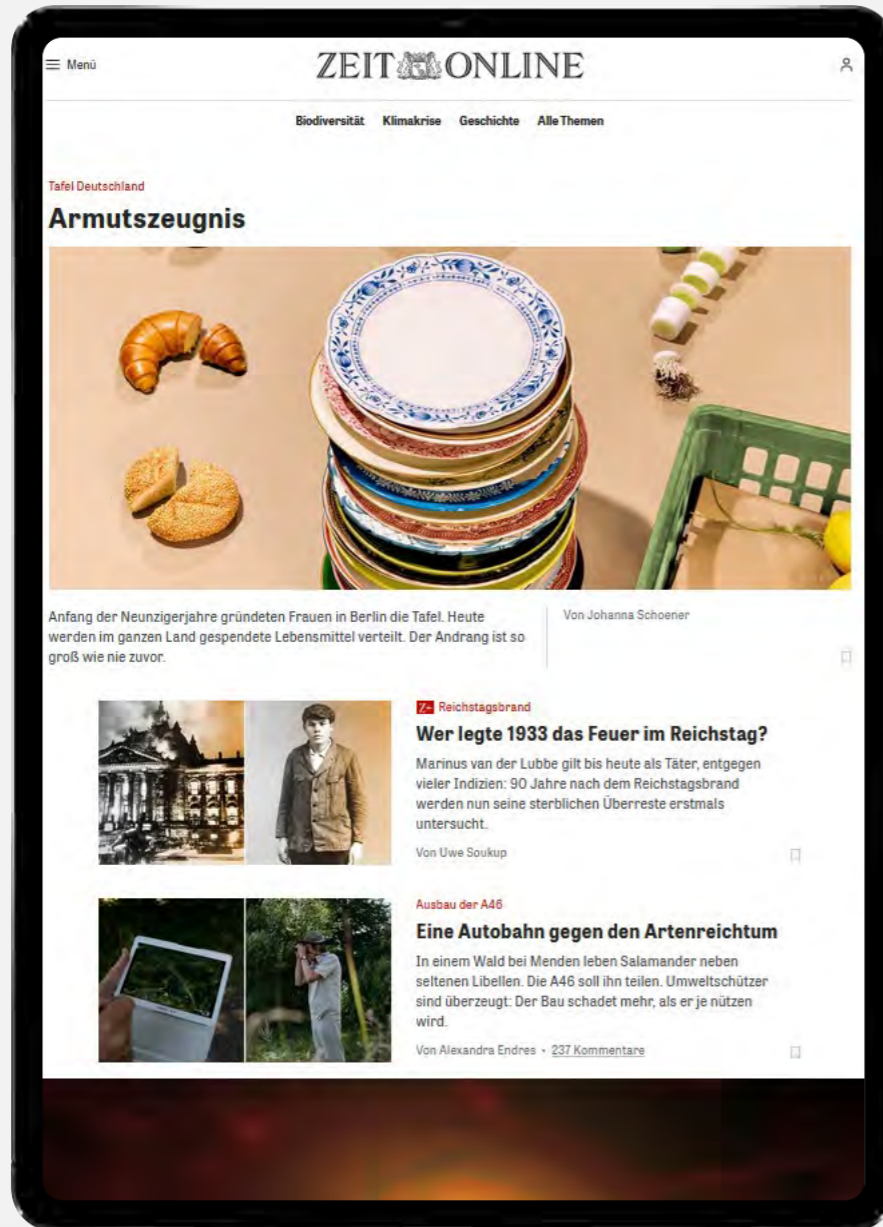 Menü
ZEIT ONLINE
Biodiversität Klimakrise Geschichte Alle Themen
Tafel Deutschland
Armutszeugnis
Anfang der Neunzigerjahre gründeten Frauen in Berlin die Tafel. Heute
werden im ganzen Land gespendete Lebensmittel verteilt. Der Andrang ist so
groß wie nie zuvor.
Von Johanna Schoener
Z+ Reichstagsbrand
Wer legte 1933 das Feuer im Reichstag?
Marinus van der Lubbe gilt bis heute als Täter, entgegen
vieler Indizien: 90 Jahre nach dem Reichstagsbrand
werden nun seine sterblichen Überreste erstmals
untersucht.
Von Uwe Soukup
Ausbau der A46
Eine Autobahn gegen den Artenreichtum
In einem Wald bei Menden leben Salamander neben
seltenen Libellen. Die A46 soll ihn teilen. Umweltschützer
sind überzeugt: Der Bau schadet mehr, als er je nützen
wird.
Von Alexandra Endres • 237 Kommentare